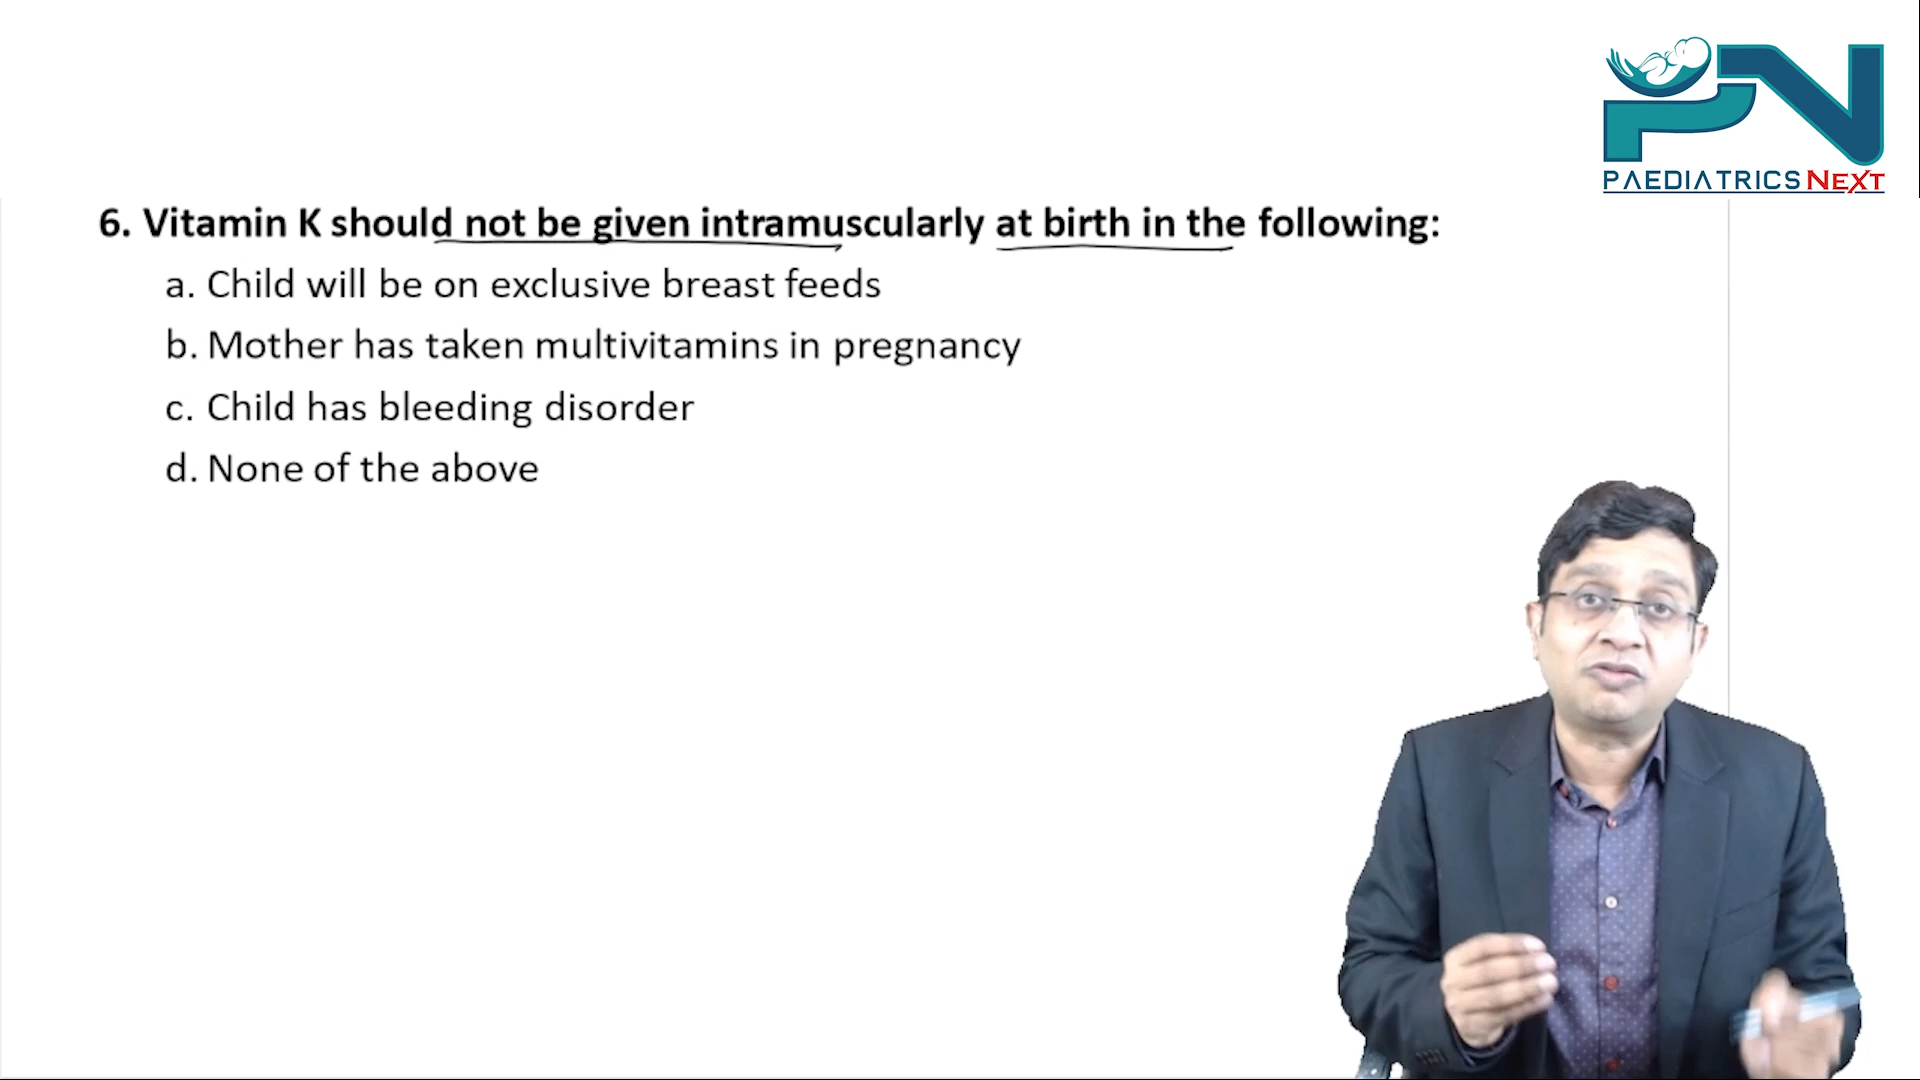 PAEDIATRICS NEXT
6. Vitamin K should not be given intramuscularly at birth in the following:
a. Child will be on exclusive breast feeds
b. Mother has taken multivitamins in pregnancy
c. Child has bleeding disorder
d. None of the above